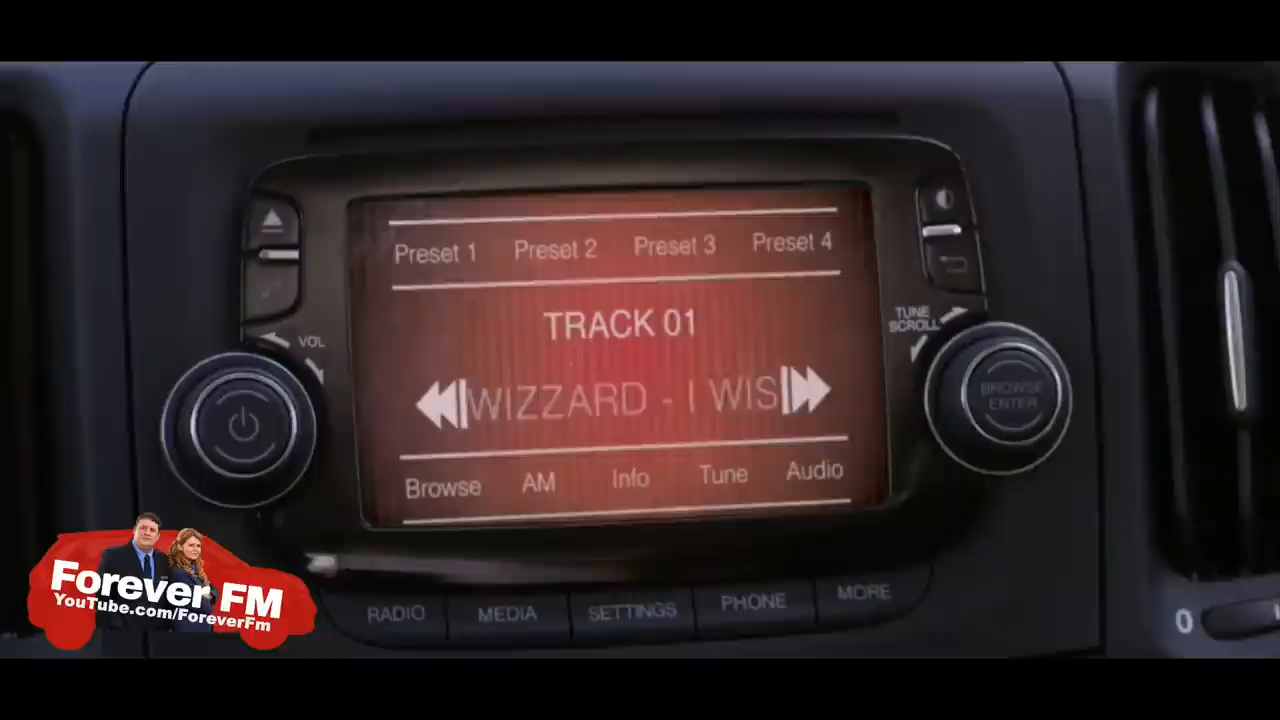 Preset 1 Preset 2 Preset 3 Preset 4
TRACK 01
WIZZARD - I WIS
Browse AM Info Tune Audio
VOL
TUNE
SCROLL
BROWSE
ENTER
RADIO MEDIA SETTINGS PHONE MORE
0
Forever FM
YouTube.com/ForeverFm